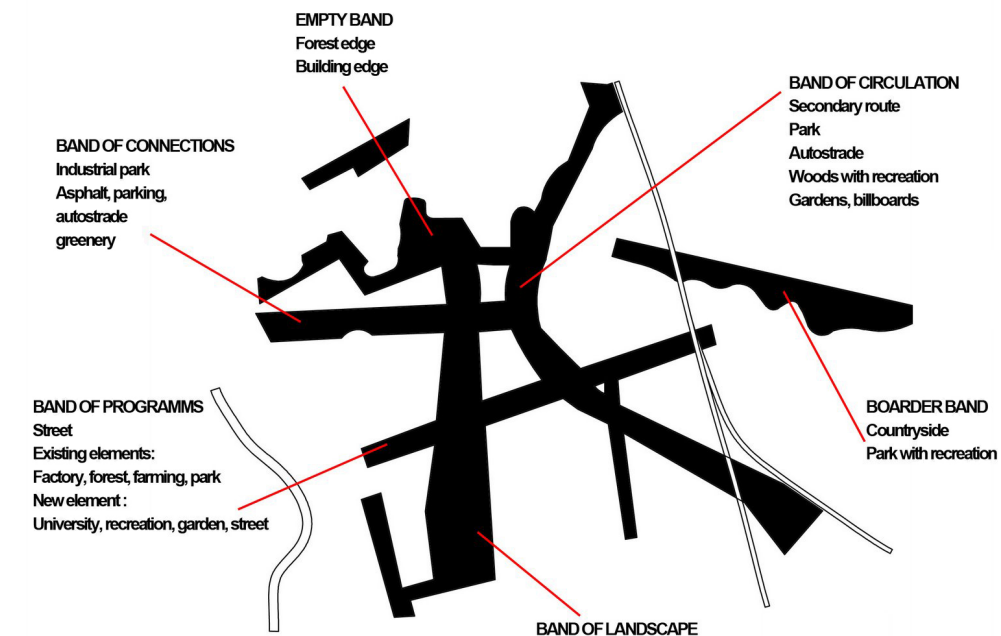 EMPTY BAND
Forest edge
Building edge
BAND OF CIRCULATION
Secondary route
Park
Autostrade
Woods with recreation
Gardens, billboards
BAND OF CONNECTIONS
Industrial park
Asphalt, parking,
autostrade
greenery
BAND OF PROGRAMMS
Street
Existing elements:
Factory, forest, farming, park
New element :
University, recreation, garden, street
BOARDER BAND
Countryside
Park with recreation
BAND OF LANDSCAPE